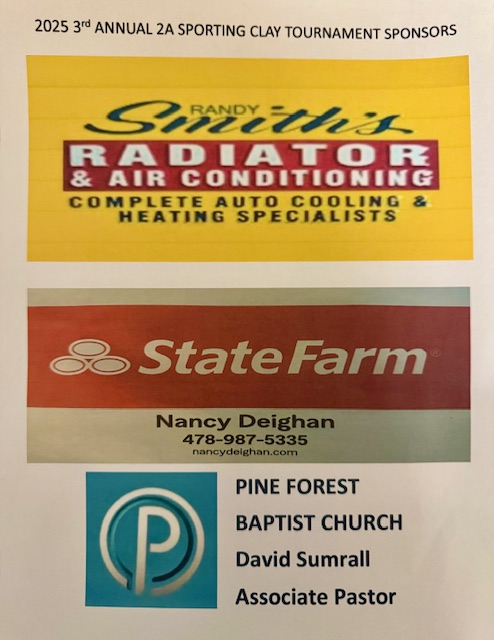 2025 3rd ANNUAL 2A SPORTING CLAY TOURNAMENT SPONSORS
RANDY
Smith's
RADIATOR
& AIR CONDITIONING
COMPLETE AUTO COOLING &
HEATING SPECIALISTS
State Farm®
Nancy Deighan
478-987-5335
nancydeighan.com
P
PINE FOREST
BAPTIST CHURCH
David Sumrall
Associate Pastor